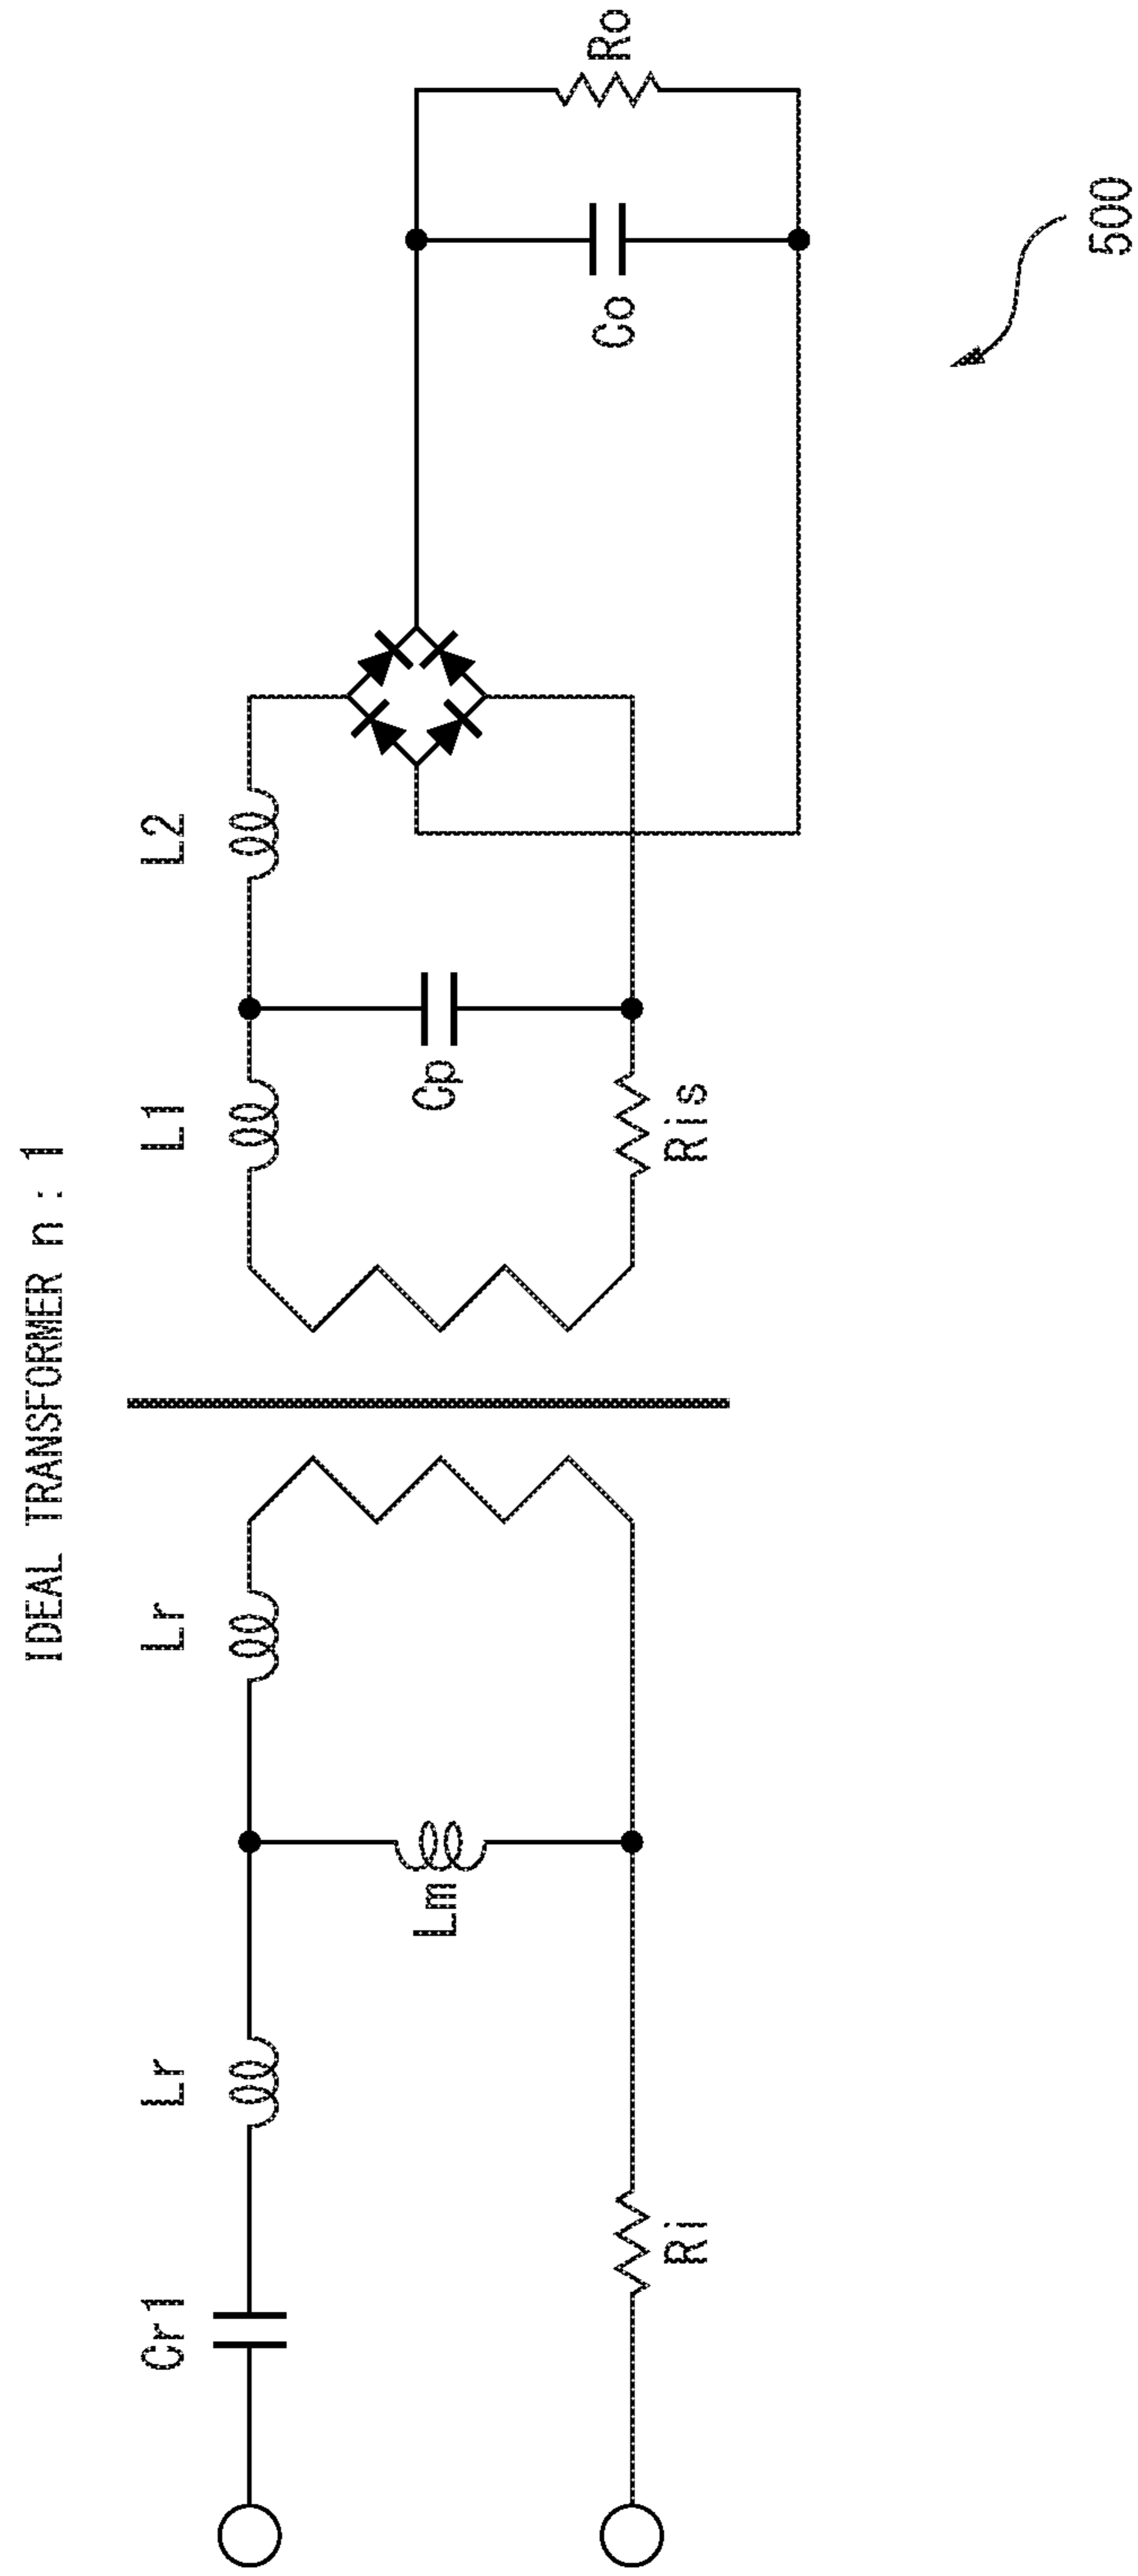 IDEAL TRANSFORMER n : 1
Cr1
Lr
Lr
L1
L2
Lm
Cp
Co
Ro
Ri
Ris
500